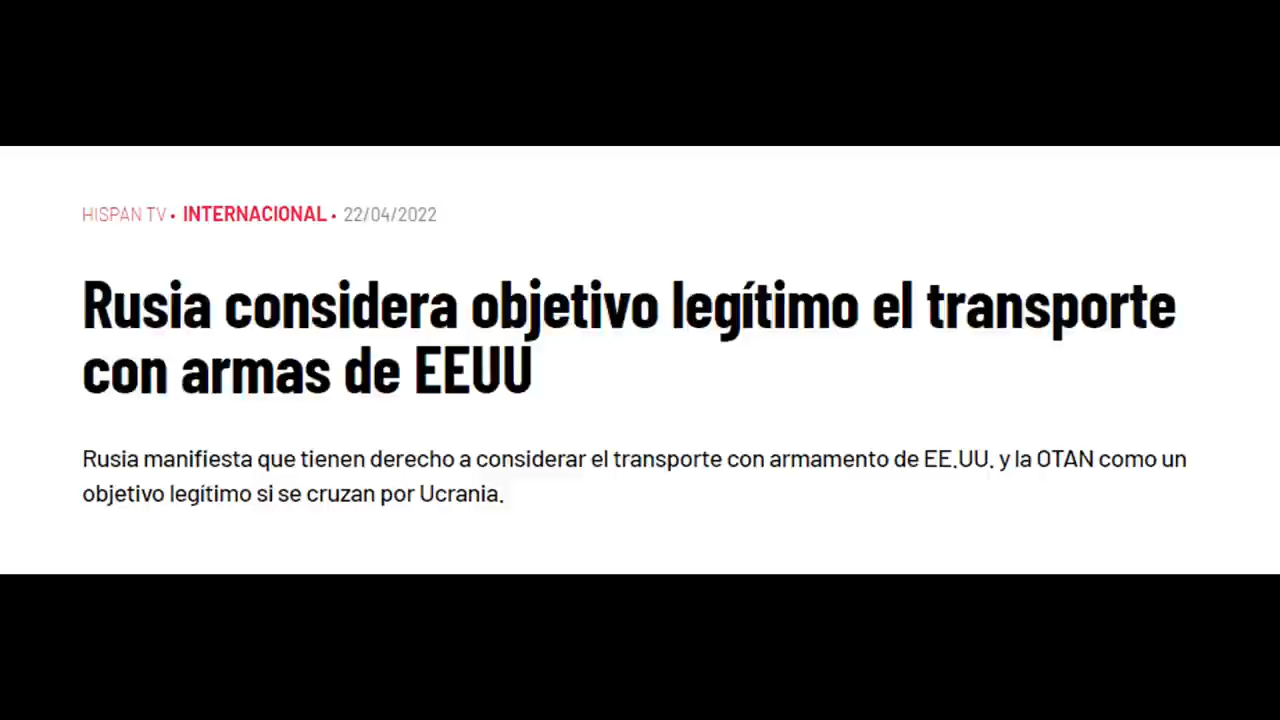 HISPAN TV • INTERNACIONAL • 22/04/2022
Rusia considera objetivo legítimo el transporte
con armas de EEUU
Rusia manifiesta que tienen derecho a considerar el transporte con armamento de EE.UU. y la OTAN como un
objetivo legítimo si se cruzan por Ucrania.